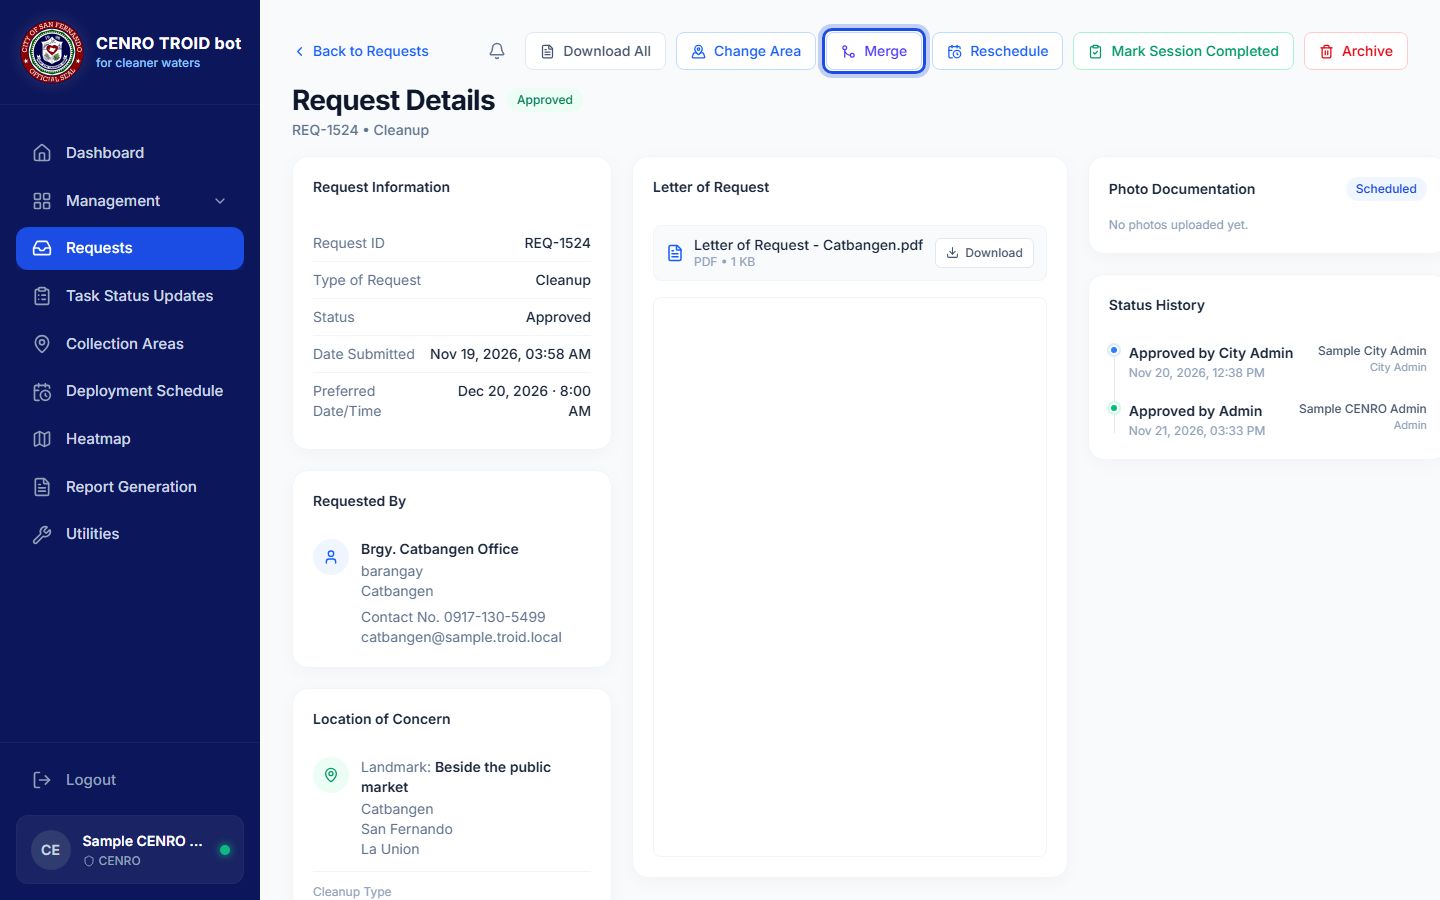 CITY OF SAN FERNANDO
OFFICIAL SEAL
CENRO TROID bot
for cleaner waters
Dashboard
Management
Requests
Task Status Updates
Collection Areas
Deployment Schedule
Heatmap
Report Generation
Utilities
Logout
CE
Sample CENRO ...
CENRO
Back to Requests
Download All
Change Area
Merge
Reschedule
Mark Session Completed
Archive
Request Details
Approved
REQ-1524 • Cleanup
Request Information
Request ID REQ-1524
Type of Request Cleanup
Status Approved
Date Submitted Nov 19, 2026, 03:58 AM
Preferred Date/Time Dec 20, 2026 · 8:00 AM
Requested By
Brgy. Catbangen Office
barangay
Catbangen
Contact No. 0917-130-5499
catbangen@sample.troid.local
Location of Concern
Landmark: Beside the public
market
Catbangen
San Fernando
La Union
Cleanup Type
Letter of Request
Letter of Request - Catbangen.pdf
PDF • 1 KB
Download
Photo Documentation
Scheduled
No photos uploaded yet.
Status History
Approved by City Admin Sample City Admin
Nov 20, 2026, 12:38 PM City Admin
Approved by Admin Sample CENRO Admin
Nov 21, 2026, 03:33 PM Admin